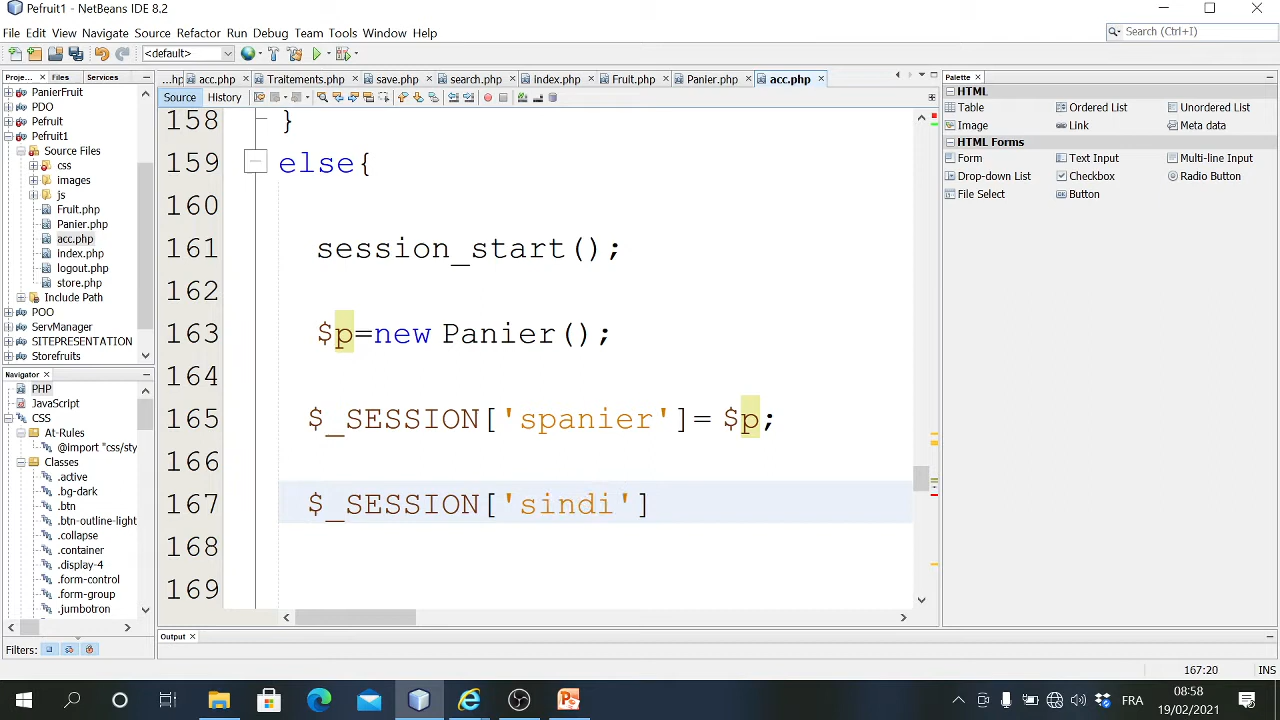 Pefruit1 - NetBeans IDE 8.2
File Edit View Navigate Source Refactor Run Debug Team Tools Window Help
Search (Ctrl+I)
<default>
Proje... Files Services
...hp acc.php Traitements.php save.php search.php Index.php Fruit.php Panier.php acc.php
Source History
PanierFruit
PDO
Pefruit
Pefruit1
Source Files
css
images
js
Fruit.php
Panier.php
acc.php
Index.php
logout.php
store.php
Include Path
POO
ServManager
SITEPRESENTATION
Storefruits
Navigator
PHP
JavaScript
CSS
At-Rules
@import "css/sty
Classes
.active
.bg-dark
.btn
.btn-outline-light
.collapse
.container
.display-4
.form-control
.form-group
.jumbotron
Filters:
158 }
159 else{
160
161 session_start();
162
163 $p=new Panier();
164
165 $_SESSION['spanier']= $p;
166
167 $_SESSION['sindi']
168
169
Output
Palette
HTML
Table Ordered List Unordered List
Image Link Meta data
HTML Forms
Form Text Input Multi-line Input
Drop-down List Checkbox Radio Button
File Select Button
167:20 INS
FRA
08:58
19/02/2021